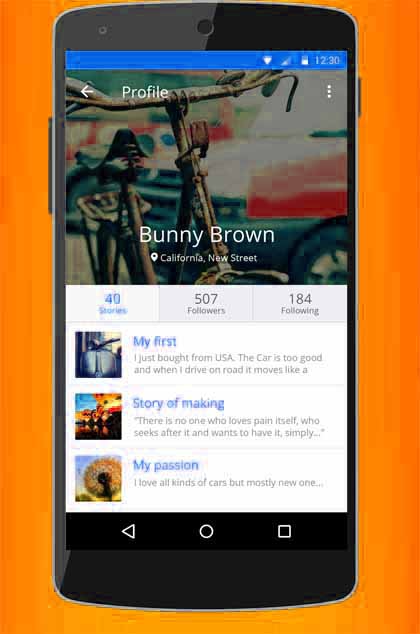 12:30
Profile
Bunny Brown
California, New Street
40
Stories
507
Followers
184
Following
My first
I just bought from USA. The Car is too good
and when I drive on road it moves like a
Story of making
"There is no one who loves pain itself, who
seeks after it and wants to have it, simply..."
My passion
I love all kinds of cars but mostly new one...